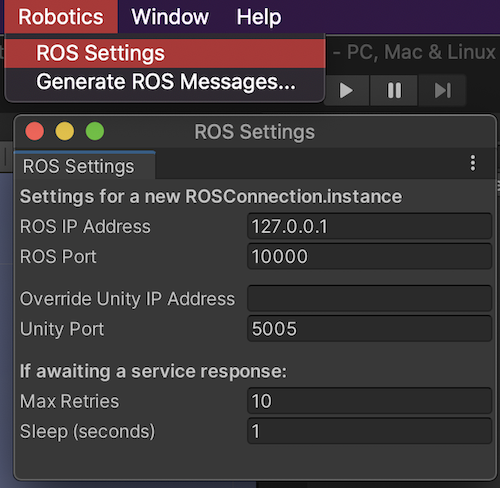 Robotics Window Help
ROS Settings
- PC, Mac & Linux
Generate ROS Messages...
ROS Settings
ROS Settings
Settings for a new ROSConnection.instance
ROS IP Address 127.0.0.1
ROS Port 10000
Override Unity IP Address
Unity Port 5005
If awaiting a service response:
Max Retries 10
Sleep (seconds) 1